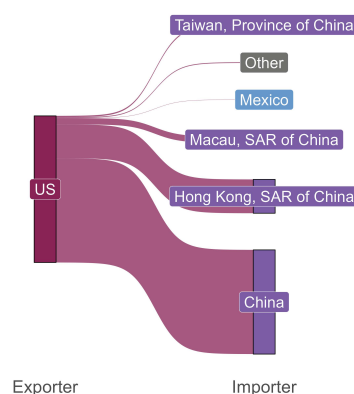 Taiwan, Province of China
Other
Mexico
Macau, SAR of China
US
Hong Kong, SAR of China
China
Exporter
Importer